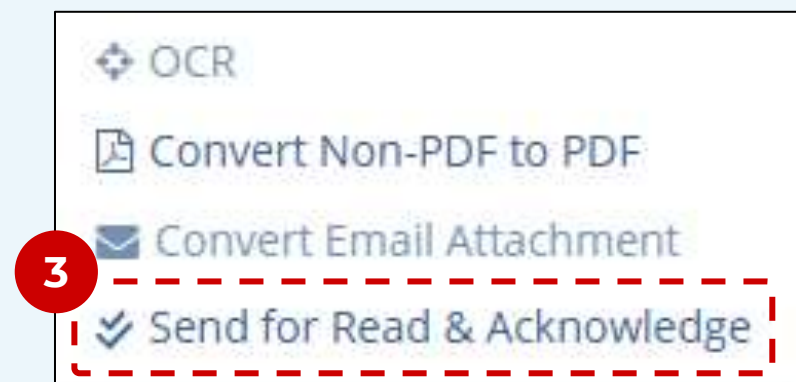 OCR
Convert Non-PDF to PDF
Convert Email Attachment
3
Send for Read & Acknowledge